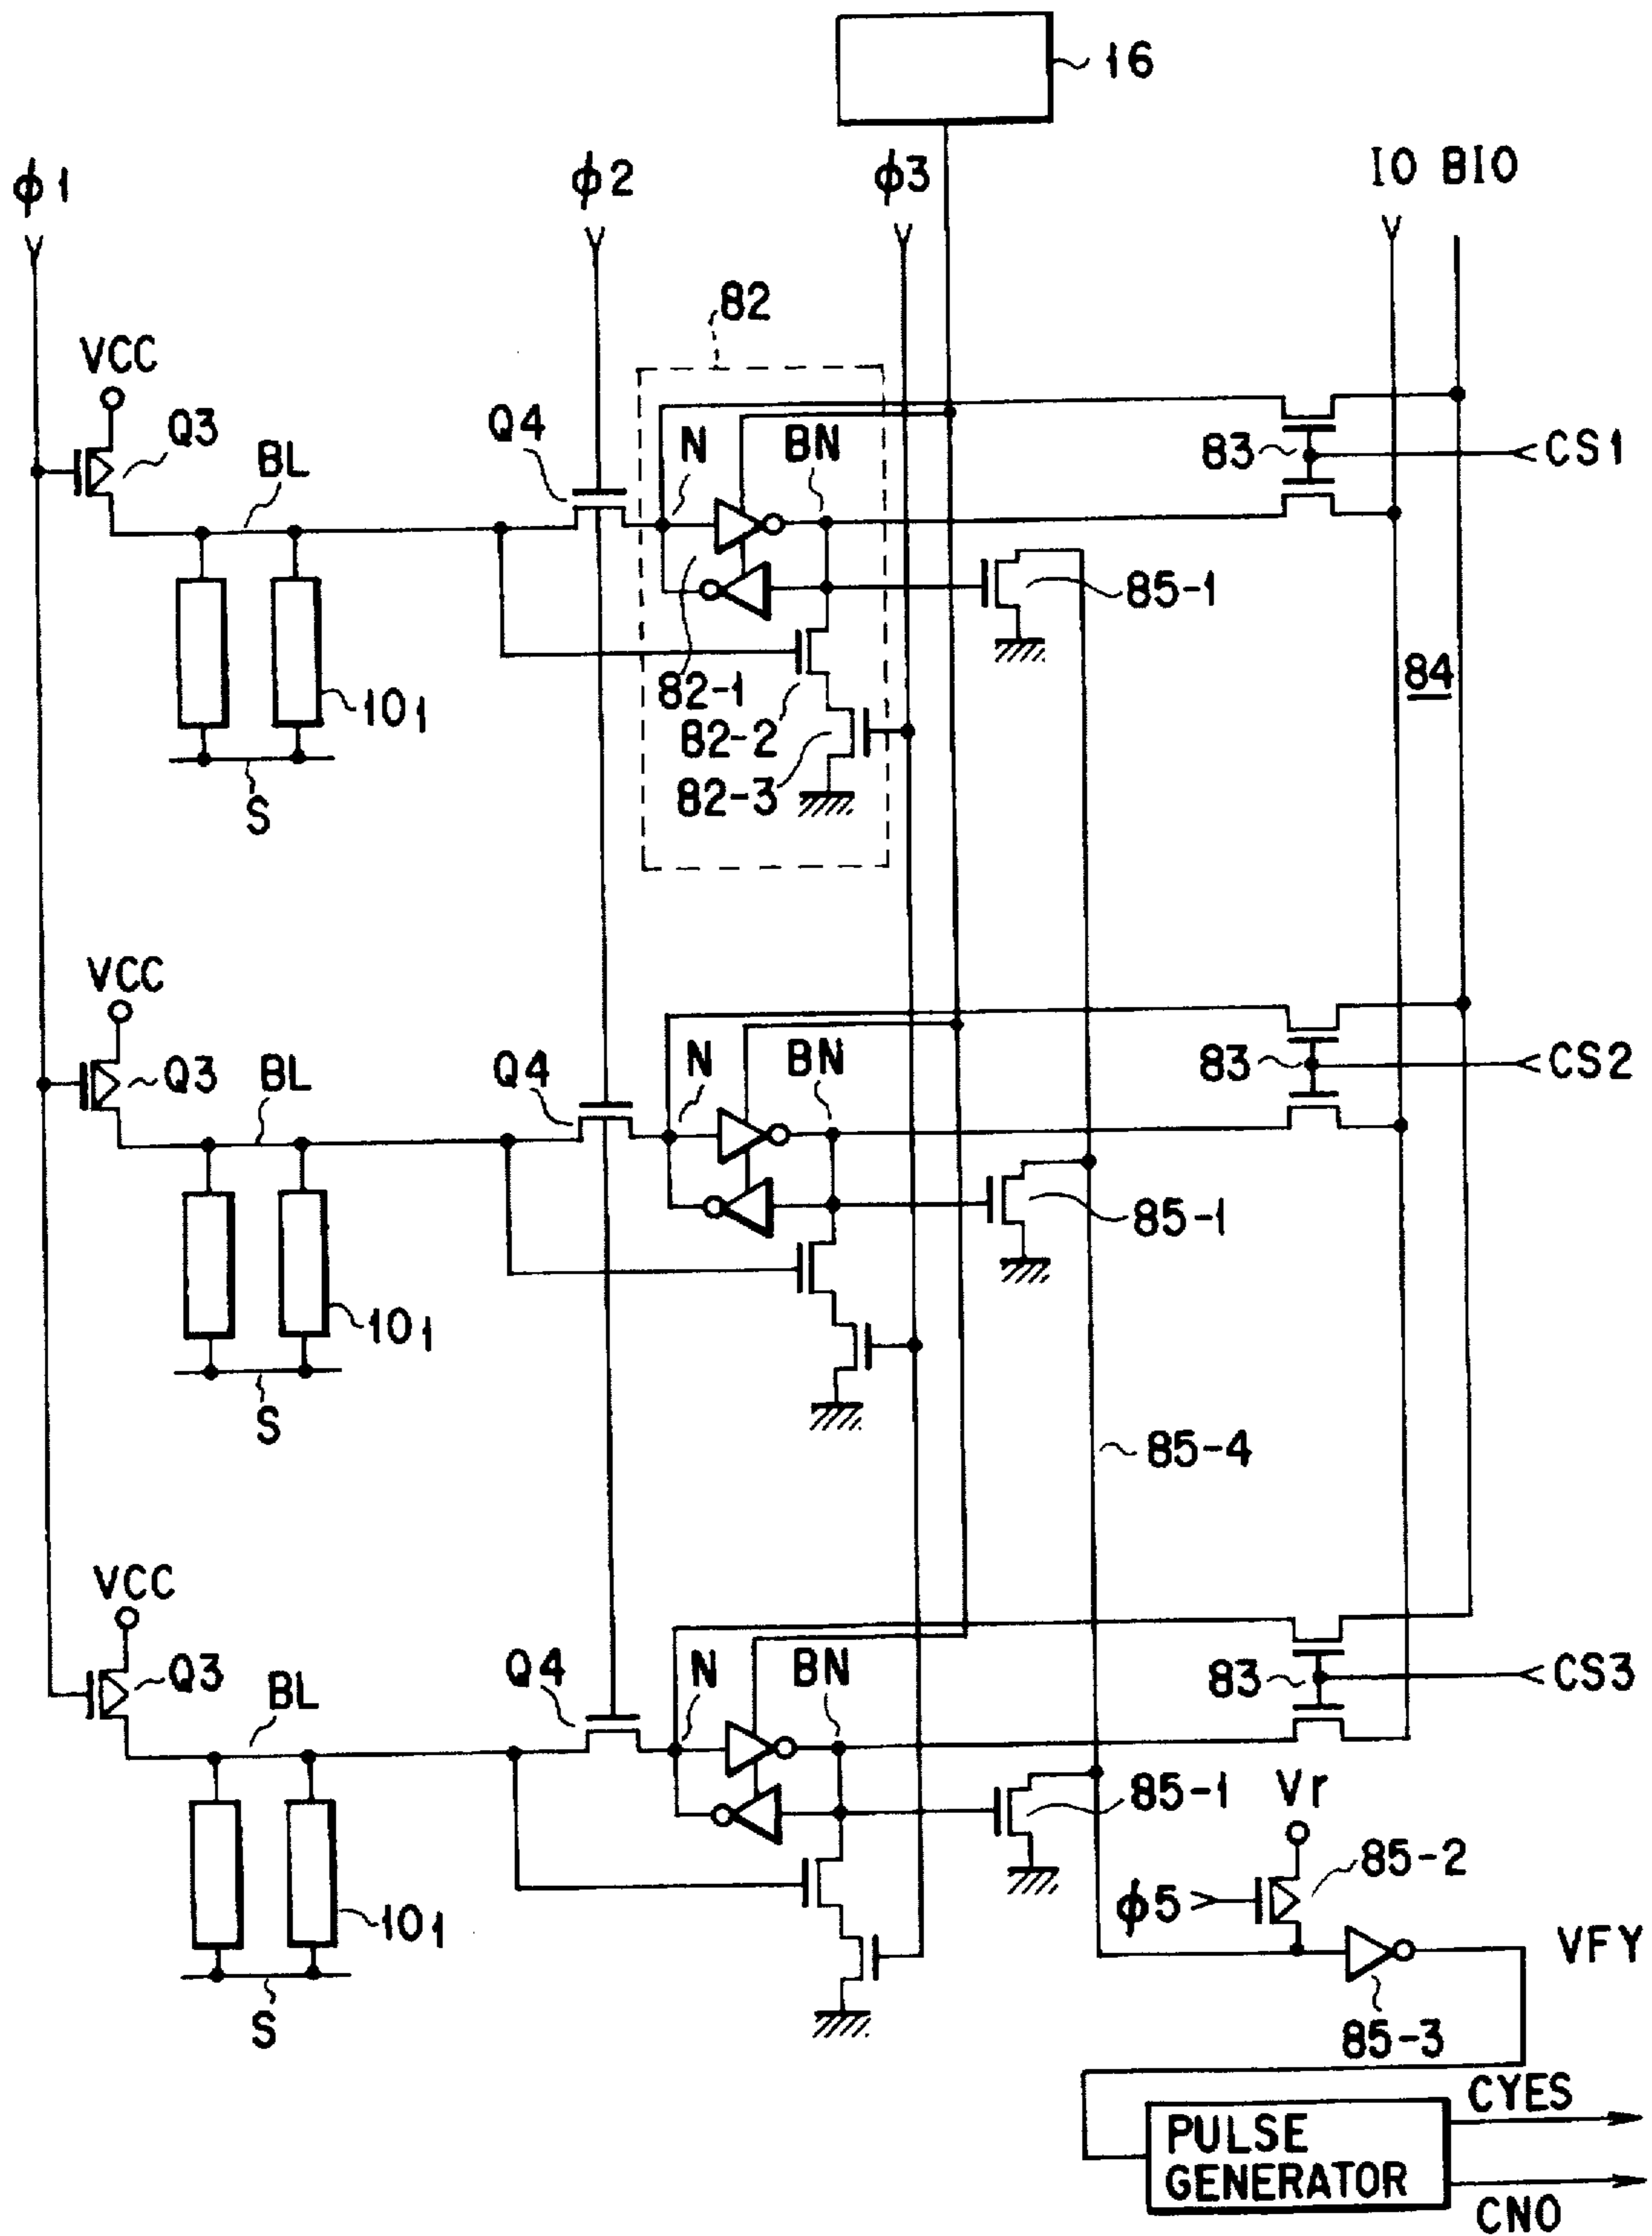 16
ϕ1
ϕ2
ϕ3
IO BIO
82
VCC
Q3
BL
Q4
N
BN
83
CS1
85-1
84
82-1
82-2
82-3
10₁
S
VCC
Q3
BL
Q4
N
BN
83
CS2
85-1
10₁
S
85-4
VCC
Q3
BL
Q4
N
BN
83
CS3
85-1
Vr
85-2
ϕ5
10₁
S
VFY
85-3
CYES
PULSE
GENERATOR
CNO